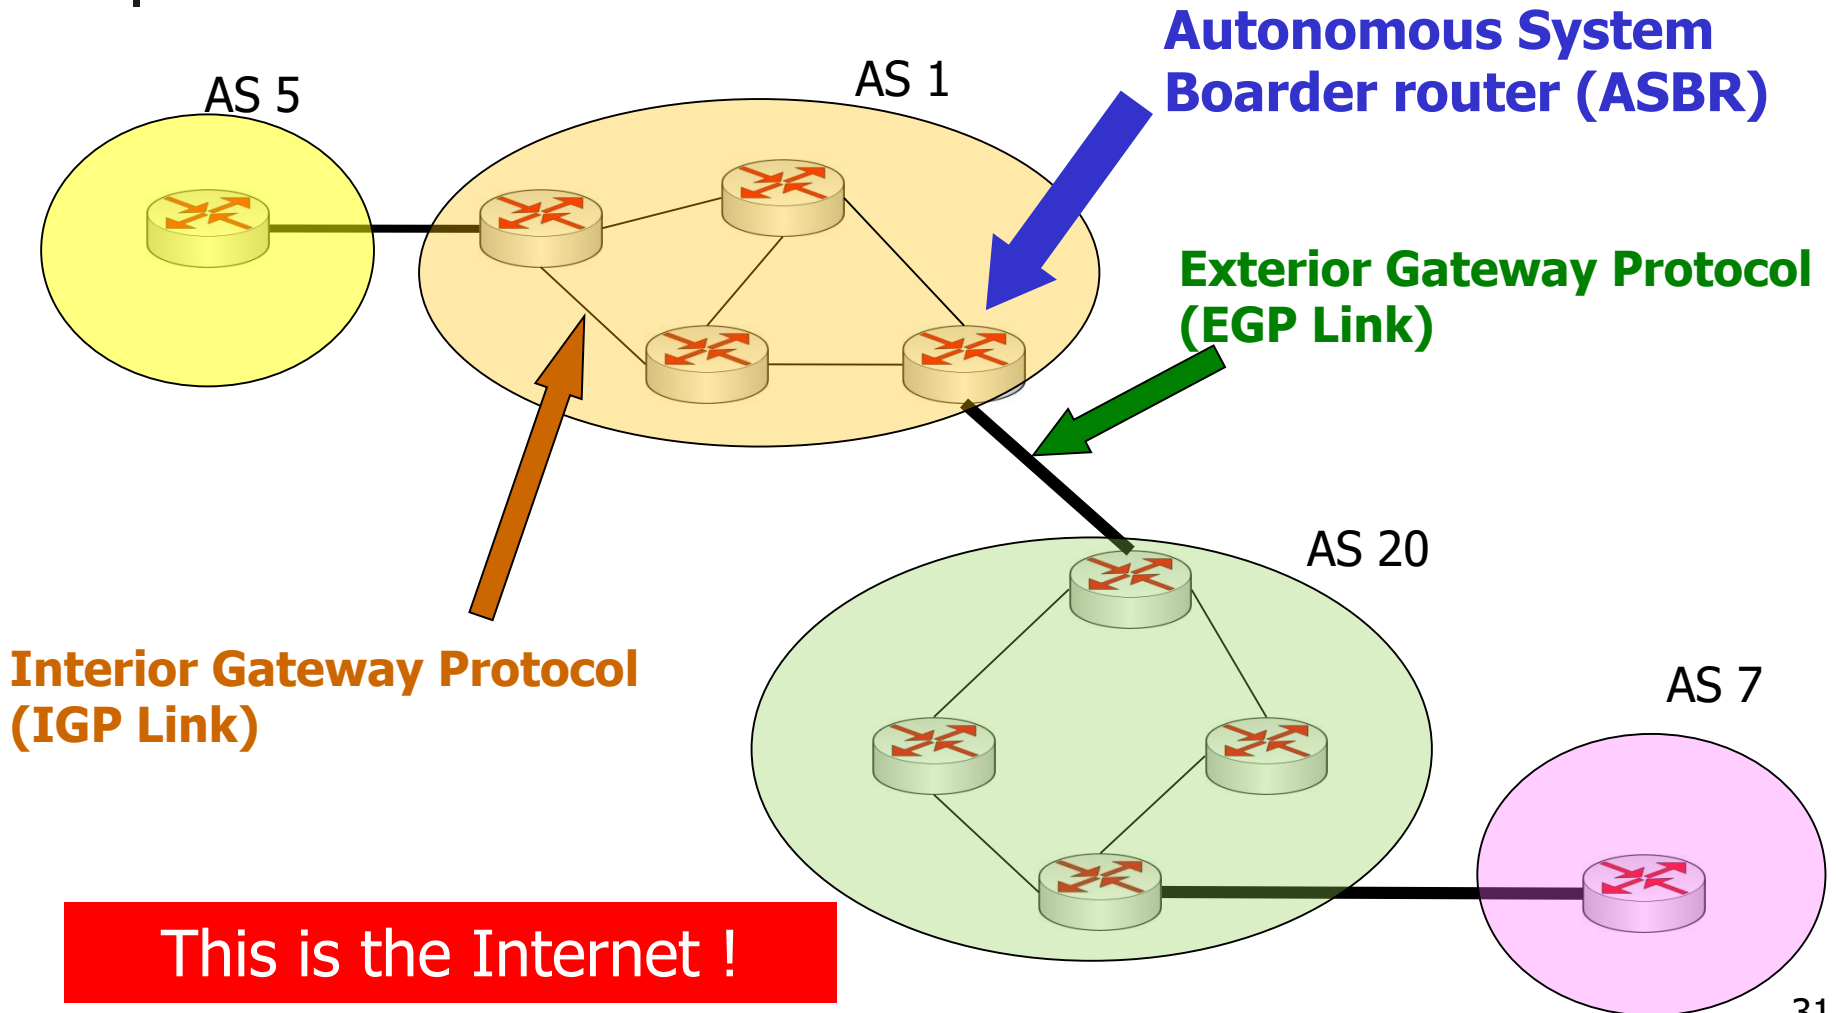 Autonomous System
Boarder router (ASBR)
AS 5
AS 1
Exterior Gateway Protocol
(EGP Link)
AS 20
Interior Gateway Protocol
(IGP Link)
AS 7
This is the Internet !
31